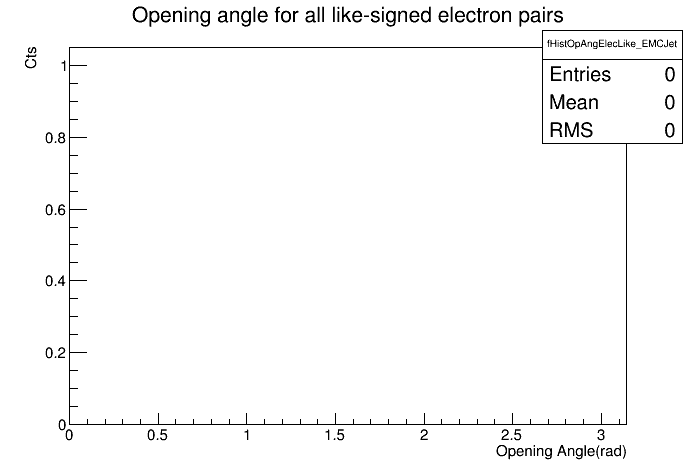 Opening angle for all like-signed electron pairs
fHistOpAngElecLike_EMCJet
Entries 0
Mean 0
RMS 0
Cts
1
0.8
0.6
0.4
0.2
0
0 0.5 1 1.5 2 2.5 3
Opening Angle(rad)